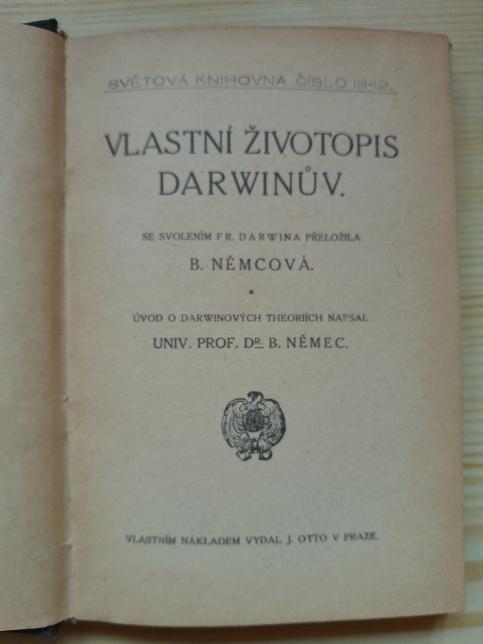 SVĚTOVÁ KNIHOVNA ČÍSLO 1111-12.
VLASTNÍ ŽIVOTOPIS
DARWINŮV.
SE SVOLENÍM FR. DARWINA PŘELOŽILA
B. NĚMCOVÁ.
*
ÚVOD O DARWINOVÝCH THEORIÍCH NAPSAL
UNIV. PROF. DR. B. NĚMEC.
VLASTNÍM NÁKLADEM VYDAL J. OTTO V PRAZE.